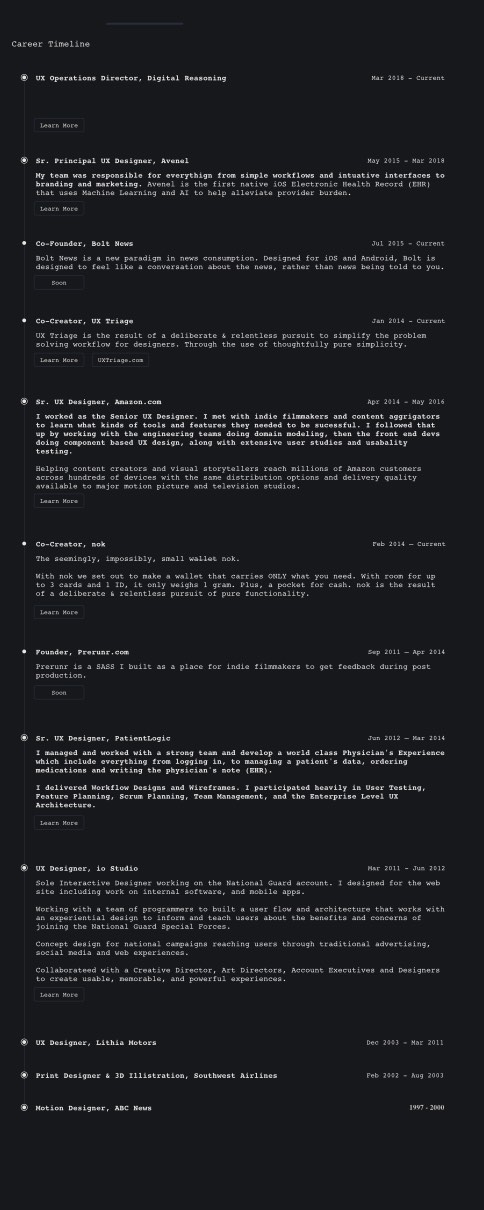 Career Timeline
UX Operations Director, Digital Reasoning Mar 2018 – Current
Learn More
Sr. Principal UX Designer, Avenel May 2015 – Mar 2018
My team was responsible for everythign from simple workflows and intuative interfaces to
branding and marketing. Avenel is the first native iOS Electronic Health Record (EHR)
that uses Machine Learning and AI to help alleviate provider burden.
Learn More
Co-Founder, Bolt News Jul 2015 – Current
Bolt News is a new paradigm in news consumption. Designed for iOS and Android, Bolt is
designed to feel like a conversation about the news, rather than news being told to you.
Soon
Co-Creator, UX Triage Jan 2014 – Current
UX Triage is the result of a deliberate & relentless pursuit to simplify the problem
solving workflow for designers. Through the use of thoughtfully pure simplicity.
Learn More UXTriage.com
Sr. UX Designer, Amazon.com Apr 2014 – May 2016
I worked as the Senior UX Designer. I met with indie filmmakers and content aggrigators
to learn what kinds of tools and features they needed to be sucessful. I followed that
up by working with the engineering teams doing domain modeling, then the front end devs
doing component based UX design, along with extensive user studies and usability
testing.
Helping content creators and visual storytellers reach millions of Amazon customers
across hundreds of devices with the same distribution options and delivery quality
available to major motion picture and television studios.
Learn More
Co-Creator, nok Feb 2014 – Current
The seemingly, impossibly, small wallet nok.
With nok we set out to make a wallet that carries ONLY what you need. With room for up
to 3 cards and 1 ID, it only weighs 1 gram. Plus, a pocket for cash. nok is the result
of a deliberate & relentless pursuit of pure functionality.
Learn More
Founder, Prerunr.com Sep 2011 – Apr 2014
Prerunr is a SASS I built as a place for indie filmmakers to get feedback during post
production.
Soon
Sr. UX Designer, PatientLogic Jun 2012 – Mar 2014
I managed and worked with a strong team and develop a world class Physician's Experience
which include everything from logging in, to managing a patient's data, ordering
medications and writing the physician's note (EHR).
I delivered Workflow Designs and Wireframes. I participated heavily in User Testing,
Feature Planning, Scrum Planning, Team Management, and the Enterprise Level UX
Architecture.
Learn More
UX Designer, io Studio Mar 2011 – Jun 2012
Sole Interactive Designer working on the National Guard account. I designed for the web
site including work on internal software, and mobile apps.
Working with a team of programmers to built a user flow and architecture that works with
an experiential design to inform and teach users about the benefits and concerns of
joining the National Guard Special Forces.
Concept design for national campaigns reaching users through traditional advertising,
social media and web experiences.
Collaborateed with a Creative Director, Art Directors, Account Executives and Designers
to create usable, memorable, and powerful experiences.
Learn More
UX Designer, Lithia Motors Dec 2003 – Mar 2011
Print Designer & 3D Illistration, Southwest Airlines Feb 2002 – Aug 2003
Motion Designer, ABC News 1997 - 2000